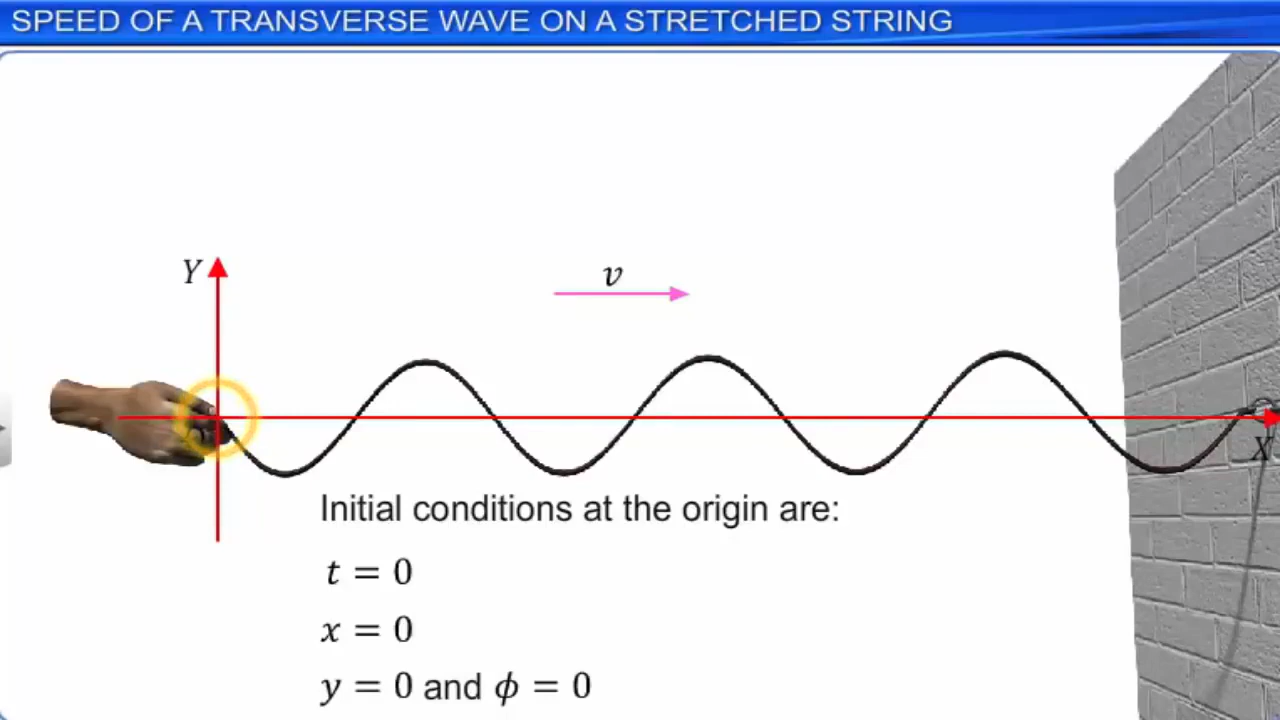 SPEED OF A TRANSVERSE WAVE ON A STRETCHED STRING
Y
v
X
Initial conditions at the origin are:
t = 0
x = 0
y = 0 and ϕ = 0